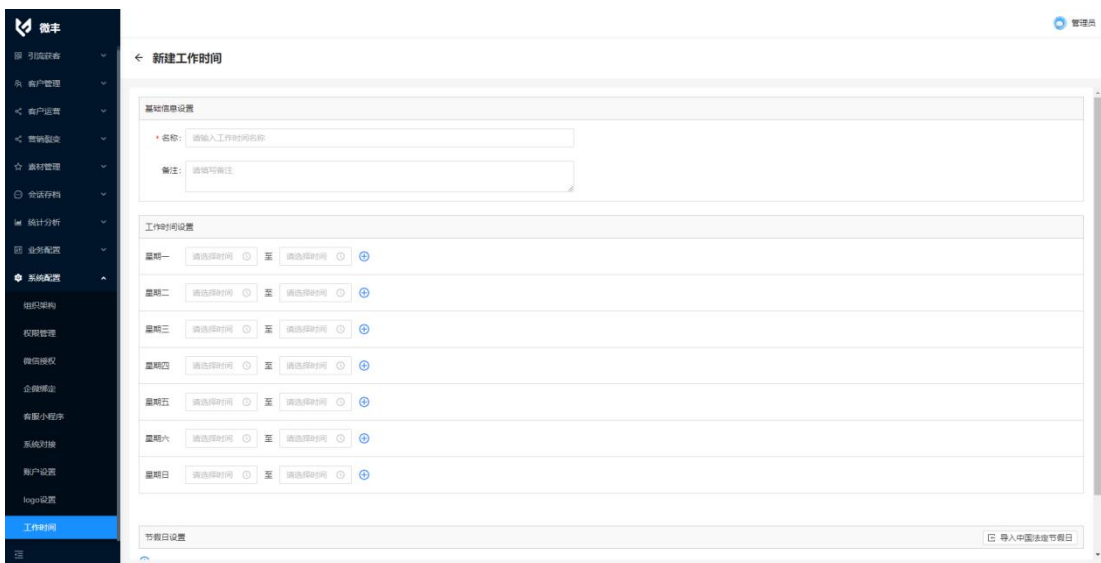 微丰
管理员
引流获客
客户管理
客户运营
营销裂变
素材管理
会话存档
统计分析
业务配置
系统配置
组织架构
权限管理
微信授权
企微绑定
客服小程序
系统对接
账户设置
logo设置
工作时间
← 新建工作时间
基础信息设置
* 名称: 请输入工作时间名称
备注: 请填写备注
工作时间设置
星期一 请选择时间 至 请选择时间
星期二 请选择时间 至 请选择时间
星期三 请选择时间 至 请选择时间
星期四 请选择时间 至 请选择时间
星期五 请选择时间 至 请选择时间
星期六 请选择时间 至 请选择时间
星期日 请选择时间 至 请选择时间
节假日设置 导入中国法定节假日